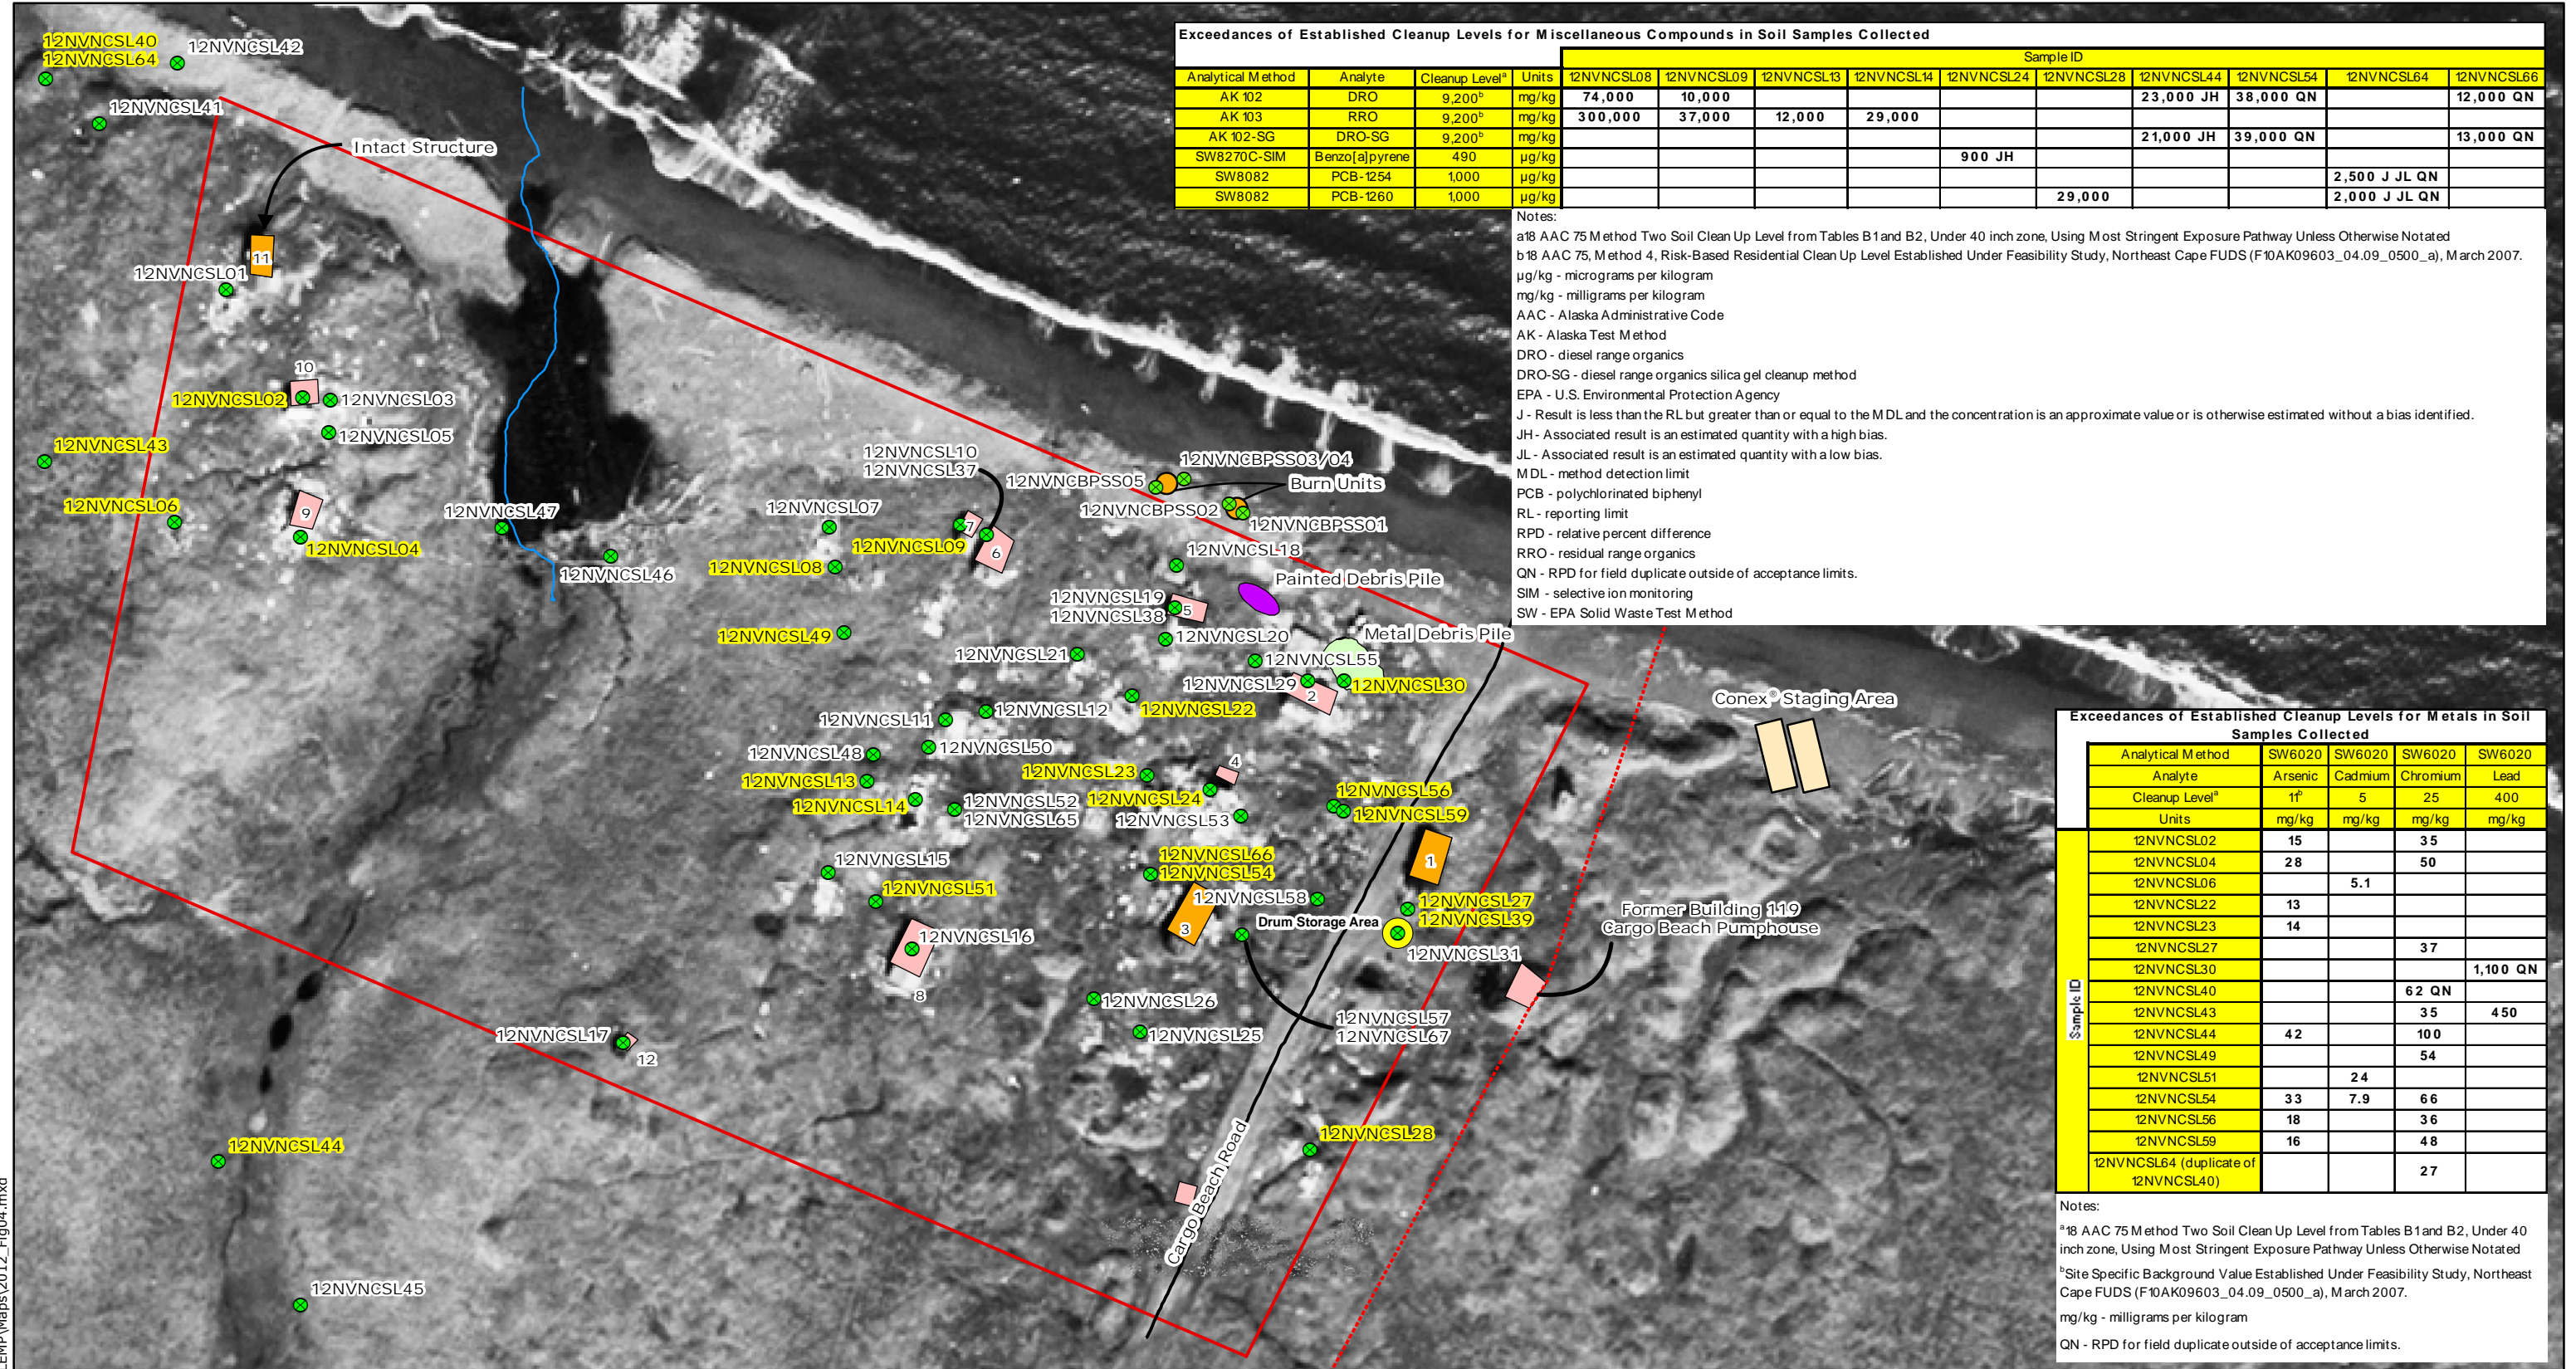 Exceedances of Established Cleanup Levels for Miscellaneous Compounds in Soil Samples Collected
Sample ID
Analytical Method Analyte Cleanup Levelᵃ Units 12NVNCSL08 12NVNCSL09 12NVNCSL13 12NVNCSL14 12NVNCSL24 12NVNCSL28 12NVNCSL44 12NVNCSL54 12NVNCSL64 12NVNCSL66
AK 102 DRO 9,200ᵇ mg/kg 74,000 10,000 23,000 JH 38,000 QN 12,000 QN
AK 103 RRO 9,200ᵇ mg/kg 300,000 37,000 12,000 29,000
AK 102-SG DRO-SG 9,200ᵇ mg/kg 21,000 JH 39,000 QN 13,000 QN
SW8270C-SIM Benzo[a]pyrene 490 µg/kg 900 JH
SW8082 PCB-1254 1,000 µg/kg 2,500 J JL QN
SW8082 PCB-1260 1,000 µg/kg 29,000 2,000 J JL QN
Notes:
a18 AAC 75 Method Two Soil Clean Up Level from Tables B1 and B2, Under 40 inch zone, Using Most Stringent Exposure Pathway Unless Otherwise Notated
b18 AAC 75, Method 4, Risk-Based Residential Clean Up Level Established Under Feasibility Study, Northeast Cape FUDS (F10AK09603_04.09_0500_a), March 2007.
µg/kg - micrograms per kilogram
mg/kg - milligrams per kilogram
AAC - Alaska Administrative Code
AK - Alaska Test Method
DRO - diesel range organics
DRO-SG - diesel range organics silica gel cleanup method
EPA - U.S. Environmental Protection Agency
J - Result is less than the RL but greater than or equal to the MDL and the concentration is an approximate value or is otherwise estimated without a bias identified.
JH - Associated result is an estimated quantity with a high bias.
JL - Associated result is an estimated quantity with a low bias.
MDL - method detection limit
PCB - polychlorinated biphenyl
RL - reporting limit
RPD - relative percent difference
RRO - residual range organics
QN - RPD for field duplicate outside of acceptance limits.
SIM - selective ion monitoring
SW - EPA Solid Waste Test Method
12NVNCSL40
12NVNCSL64
12NVNCSL42
12NVNCSL41
Intact Structure
11
12NVNCSL01
10
12NVNCSL02
12NVNCSL03
12NVNCSL05
12NVNCSL43
12NVNCSL06
9
12NVNCSL04
12NVNCSL47
12NVNCSL46
12NVNCSL10
12NVNCSL37
12NVNCBPSS03/04
12NVNCBPSS05
Burn Units
12NVNCBPSS02
12NVNCBPSS01
12NVNCSL07
7
12NVNCSL09
6
12NVNCSL08
12NVNCSL18
Painted Debris Pile
12NVNCSL19
12NVNCSL38
5
12NVNCSL49
12NVNCSL20
Metal Debris Pile
12NVNCSL21
12NVNCSL55
12NVNCSL29
12NVNCSL30
2
12NVNCSL22
12NVNCSL12
12NVNCSL11
12NVNCSL50
12NVNCSL48
Conex® Staging Area
4
12NVNCSL23
12NVNCSL13
12NVNCSL24
12NVNCSL14
12NVNCSL52
12NVNCSL65
12NVNCSL53
12NVNCSL56
12NVNCSL59
1
12NVNCSL15
12NVNCSL66
12NVNCSL54
12NVNCSL51
12NVNCSL58
12NVNCSL27
12NVNCSL39
Drum Storage Area
3
Former Building 119
Cargo Beach Pumphouse
12NVNCSL16
12NVNCSL31
8
12NVNCSL26
12NVNCSL57
12NVNCSL67
12NVNCSL17
12NVNCSL25
12
12NVNCSL44
12NVNCSL28
Cargo Beach Road
12NVNCSL45
Exceedances of Established Cleanup Levels for Metals in Soil
Samples Collected
Analytical Method SW6020 SW6020 SW6020 SW6020
Analyte Arsenic Cadmium Chromium Lead
Cleanup Levelᵃ 11ᵇ 5 25 400
Units mg/kg mg/kg mg/kg mg/kg
Sample ID
12NVNCSL02 15 35
12NVNCSL04 28 50
12NVNCSL06 5.1
12NVNCSL22 13
12NVNCSL23 14
12NVNCSL27 37
12NVNCSL30 1,100 QN
12NVNCSL40 62 QN
12NVNCSL43 35 450
12NVNCSL44 42 100
12NVNCSL49 54
12NVNCSL51 24
12NVNCSL54 33 7.9 66
12NVNCSL56 18 36
12NVNCSL59 16 48
12NVNCSL64 (duplicate of
12NVNCSL40) 27
Notes:
ᵃ18 AAC 75 Method Two Soil Clean Up Level from Tables B1 and B2, Under 40
inch zone, Using Most Stringent Exposure Pathway Unless Otherwise Notated
ᵇSite Specific Background Value Established Under Feasibility Study, Northeast
Cape FUDS (F10AK09603_04.09_0500_a), March 2007.
mg/kg - milligrams per kilogram
QN - RPD for field duplicate outside of acceptance limits.